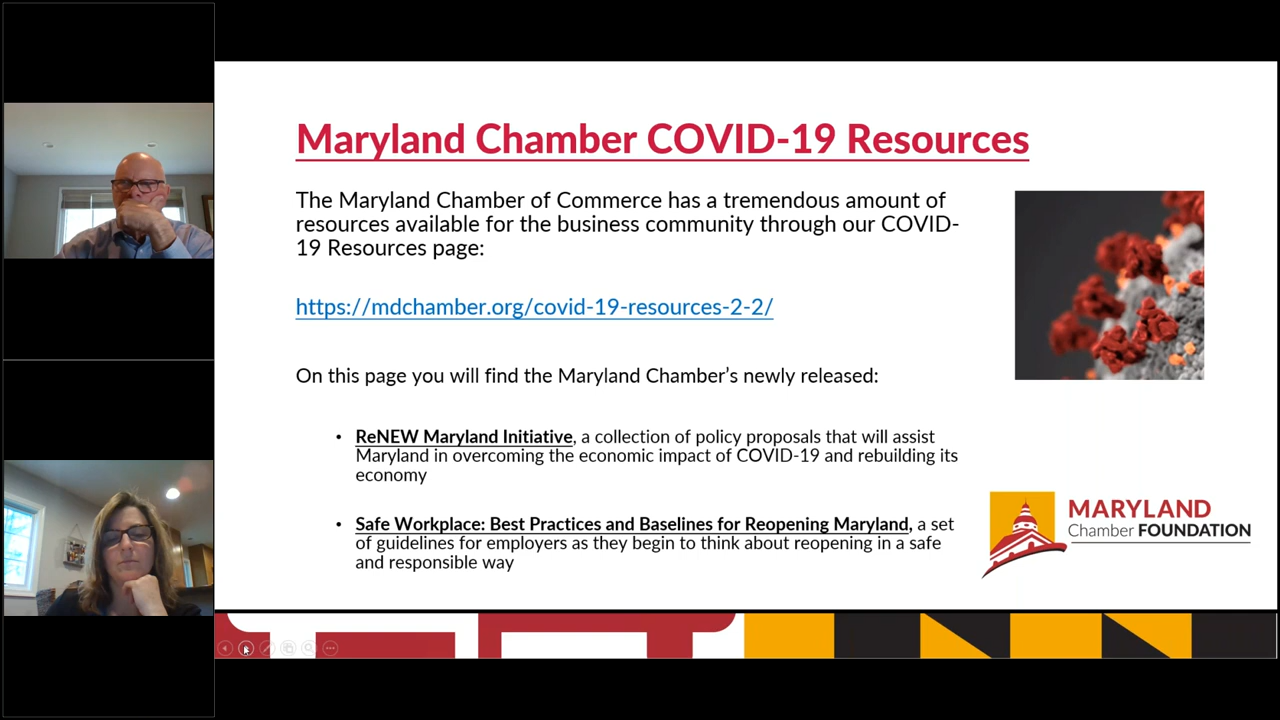 Maryland Chamber COVID-19 Resources
The Maryland Chamber of Commerce has a tremendous amount of
resources available for the business community through our COVID-
19 Resources page:
https://mdchamber.org/covid-19-resources-2-2/
On this page you will find the Maryland Chamber’s newly released:
• ReNEW Maryland Initiative, a collection of policy proposals that will assist
Maryland in overcoming the economic impact of COVID-19 and rebuilding its
economy
• Safe Workplace: Best Practices and Baselines for Reopening Maryland, a set
of guidelines for employers as they begin to think about reopening in a safe
and responsible way
MARYLAND
Chamber FOUNDATION